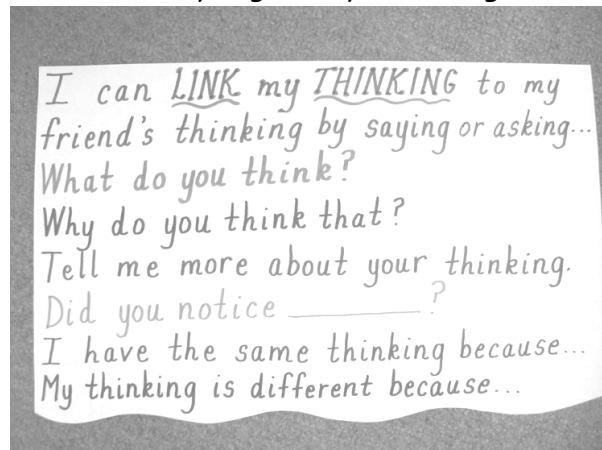 I can LINK my THINKING to my
friend's thinking by saying or asking...
What do you think?
Why do you think that?
Tell me more about your thinking.
Did you notice __________?
I have the same thinking because...
My thinking is different because...